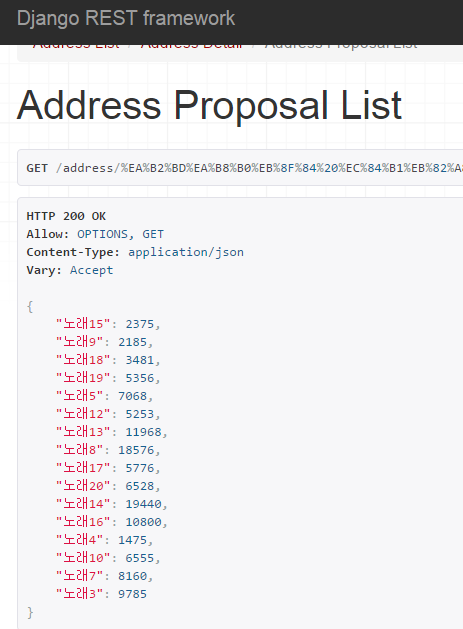 Django REST framework
Address List / Address Detail / Address Proposal List
Address Proposal List
GET /address/%EA%B2%BD%EA%B8%B0%EB%8F%84%20%EC%84%B1%EB%82%A8
HTTP 200 OK
Allow: OPTIONS, GET
Content-Type: application/json
Vary: Accept
{
"노래15": 2375,
"노래9": 2185,
"노래18": 3481,
"노래19": 5356,
"노래5": 7068,
"노래12": 5253,
"노래13": 11968,
"노래8": 18576,
"노래17": 5776,
"노래20": 6528,
"노래14": 19440,
"노래16": 10800,
"노래4": 1475,
"노래10": 6555,
"노래7": 8160,
"노래3": 9785
}